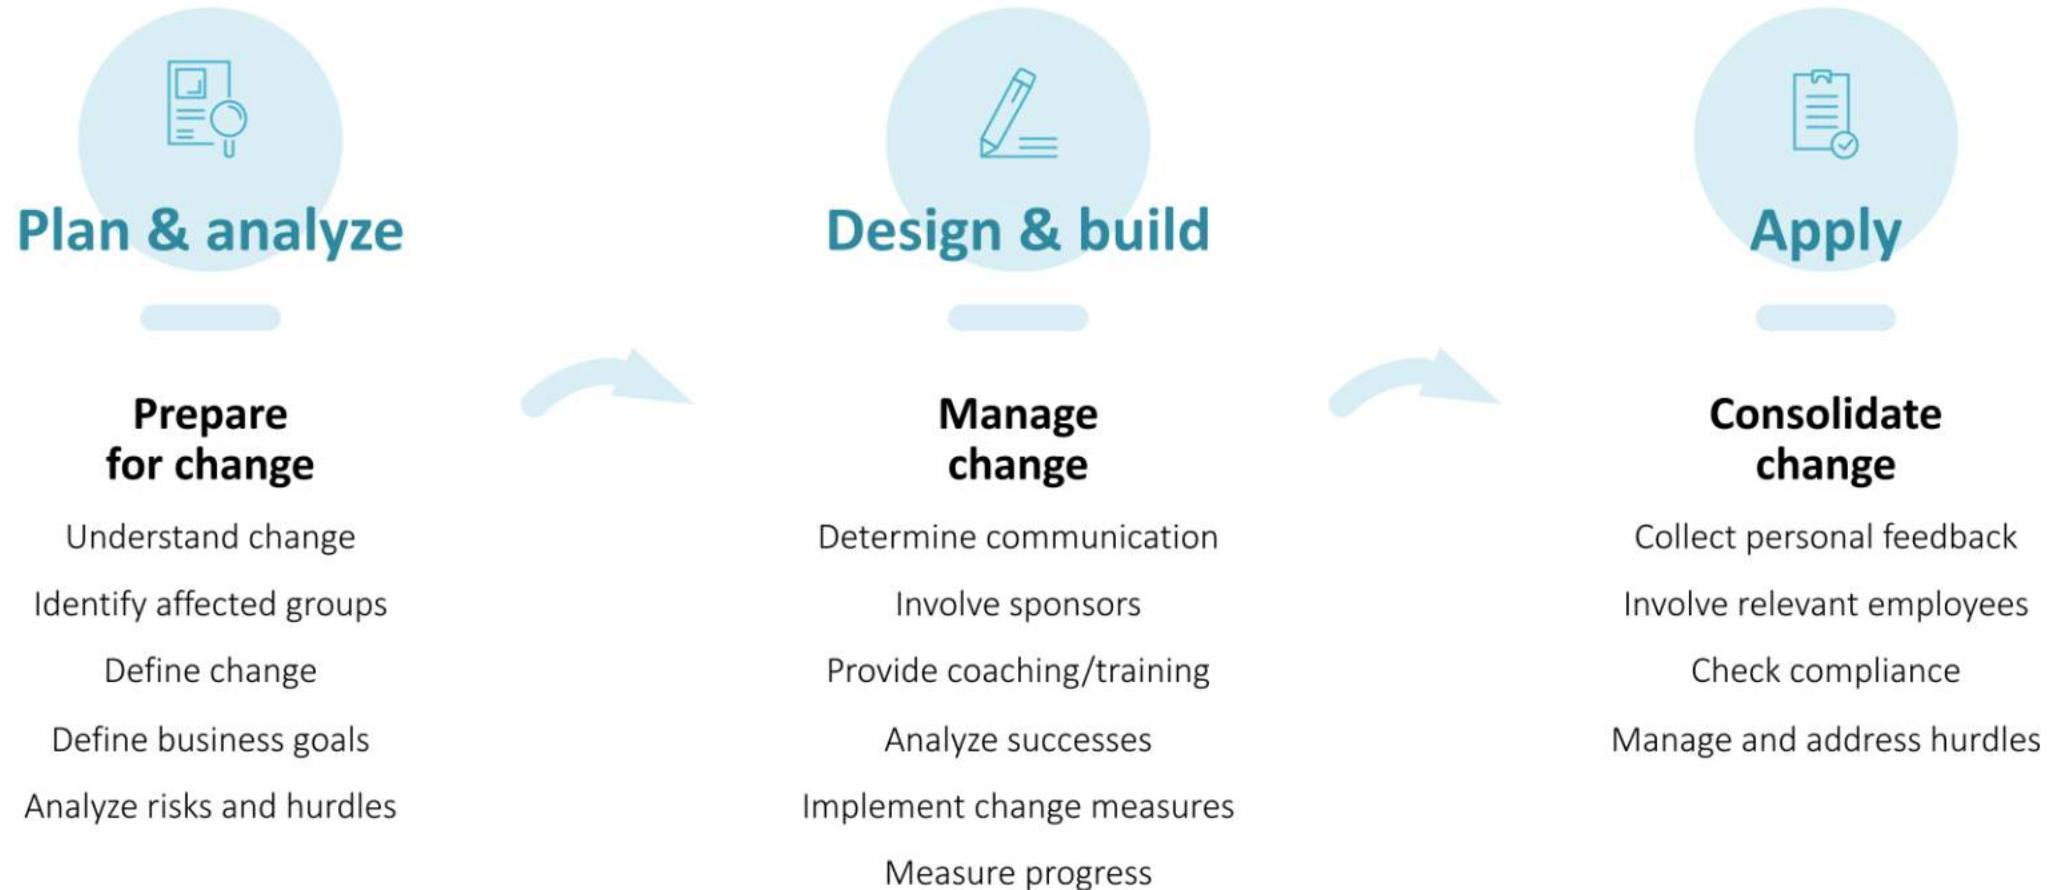 Plan & analyze
Prepare
for change
Understand change
Identify affected groups
Define change
Define business goals
Analyze risks and hurdles
Design & build
Manage
change
Determine communication
Involve sponsors
Provide coaching/training
Analyze successes
Implement change measures
Measure progress
Apply
Consolidate
change
Collect personal feedback
Involve relevant employees
Check compliance
Manage and address hurdles